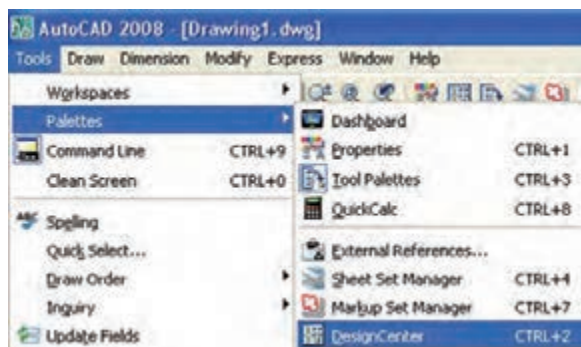 AutoCAD 2008 - [Drawing1.dwg]
Tools Draw Dimension Modify Express Window Help
Workspaces
Palettes
Command Line CTRL+9
Clean Screen CTRL+0
Spelling
Quick Select...
Draw Order
Inquiry
Update Fields
Dashboard
Properties CTRL+1
Tool Palettes CTRL+3
QuickCalc CTRL+8
External References...
Sheet Set Manager CTRL+4
Markup Set Manager CTRL+7
DesignCenter CTRL+2